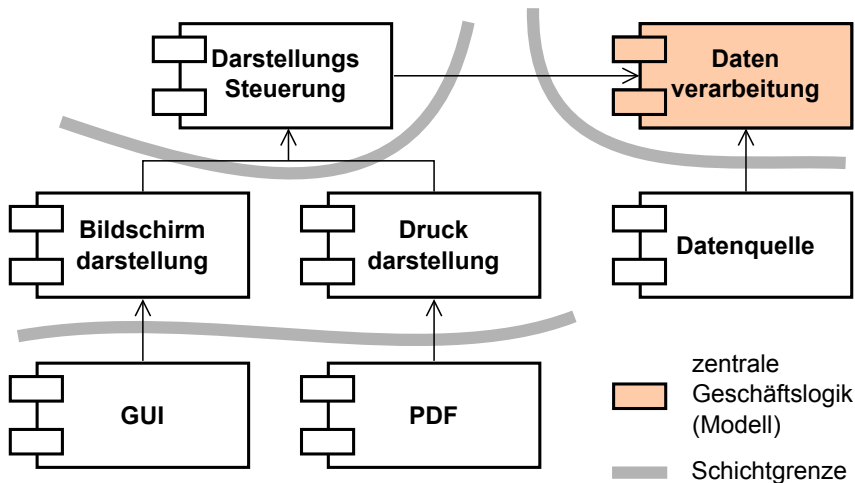 Darstellungs
Steuerung
Daten
verarbeitung
Bildschirm
darstellung
Druck
darstellung
Datenquelle
GUI
PDF
zentrale
Geschäftslogik
(Modell)
Schichtgrenze